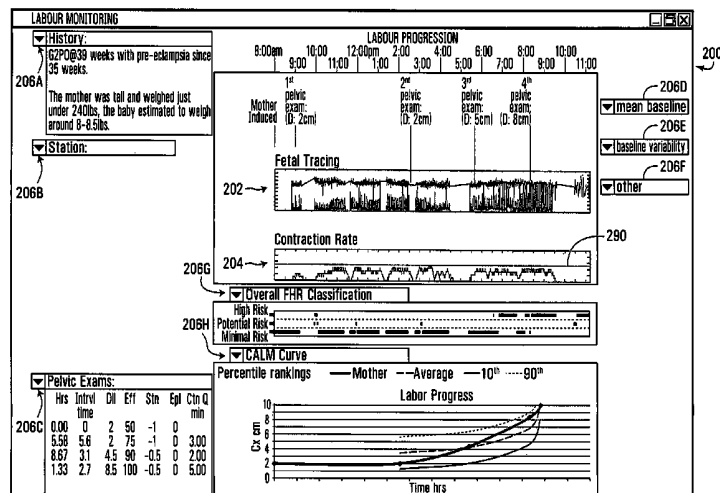 LABOUR MONITORING
200
History:
G2P0@39 weeks with pre-eclampsia since
35 weeks.
The mother was tell and weighed just
under 240lbs, the baby estimated to weigh
around 8-8.5lbs.
206A
Station:
206B
LABOUR PROGRESSION
8:00am 10:00 12:00pm 2:00 4:00 6:00 8:00 10:00
9:00 11:00 1:00 3:00 5:00 7:00 9:00 11:00
Mother
Induced
1st
pelvic
exam:
(D: 2cm)
2nd
pelvic
exam:
(D: 2cm)
3rd
pelvic
exam:
(D: 5cm)
4th
pelvic
exam:
(D: 8cm)
206D
mean baseline
206E
baseline variability
206F
other
Fetal Tracing
202
Contraction Rate
290
204
206G
Overall FHR Classification
High Risk
Potential Risk
Minimal Risk
206H
CALM Curve
Percentile rankings Mother Average 10th 90th
Labor Progress
Cx cm
10
8
6
4
2
0
Time hrs
Pelvic Exams:
206C
Hrs Intrvl time Dil Eff Stn Epl Ctn Q min
0.00 0 2 50 -1 0
5.58 5.6 2 75 -1 0 3.00
8.67 3.1 4.5 90 -0.5 0 2.00
1.33 2.7 8.5 100 -0.5 0 5.00